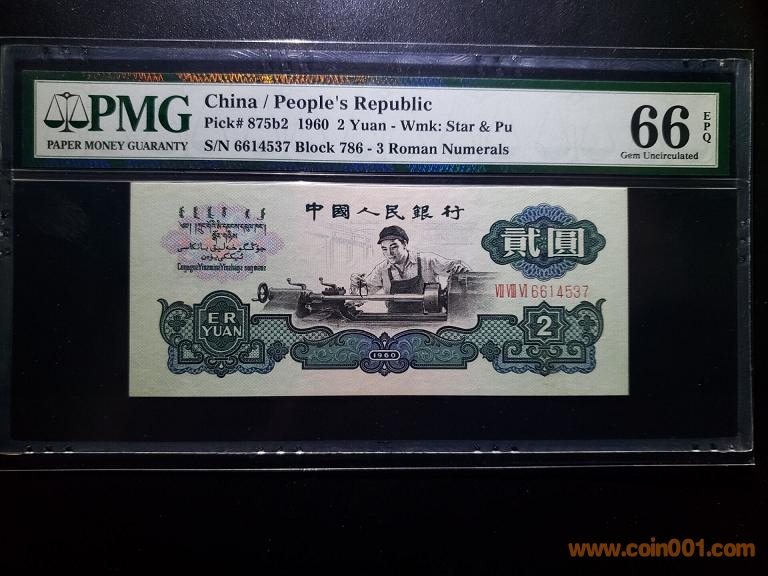 PMG
PAPER MONEY GUARANTY
China / People's Republic
Pick# 875b2 1960 2 Yuan - Wmk: Star & Pu
S/N 6614537 Block 786 - 3 Roman Numerals
66 EPQ
Gem Uncirculated
中國人民銀行
貳圓
VII VIII VI 6614537
ER
YUAN
2
1960
www.coin001.com